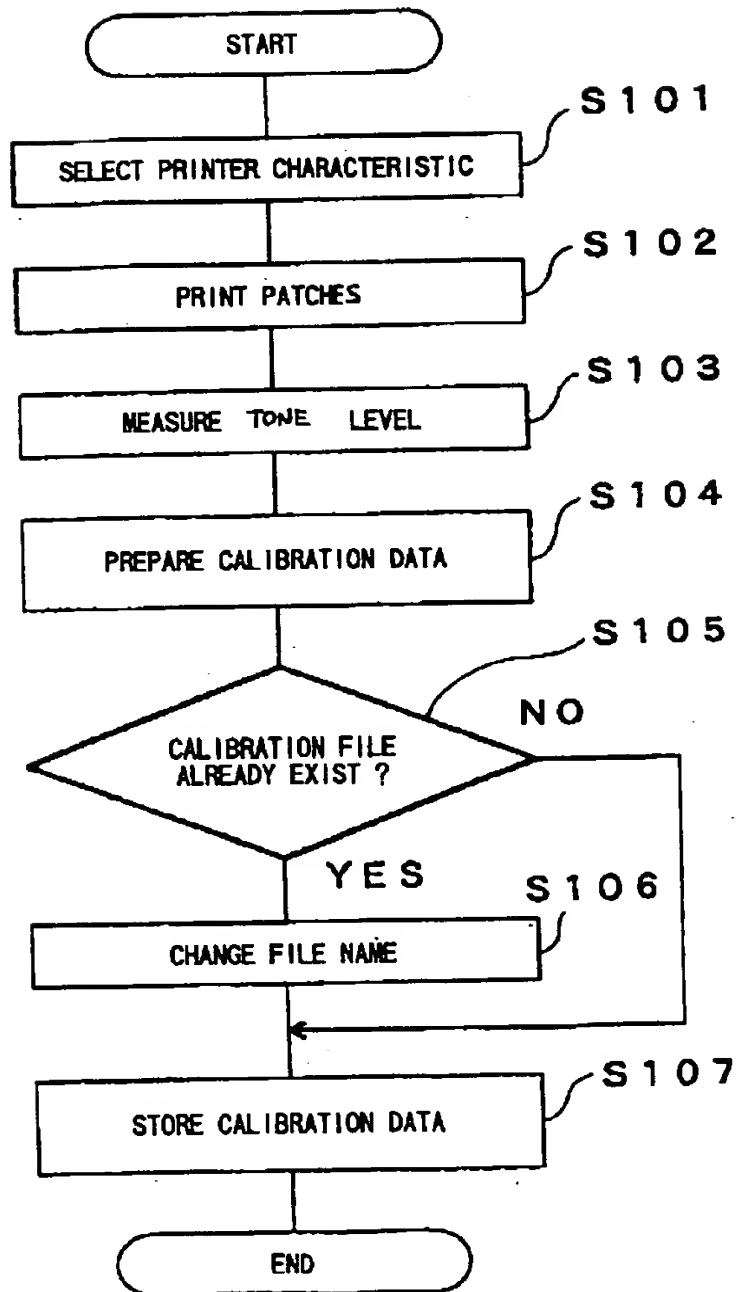 START
S101
SELECT PRINTER CHARACTERISTIC
S102
PRINT PATCHES
S103
MEASURE TONE LEVEL
S104
PREPARE CALIBRATION DATA
S105
NO
CALIBRATION FILE
ALREADY EXIST ?
YES
S106
CHANGE FILE NAME
S107
STORE CALIBRATION DATA
END